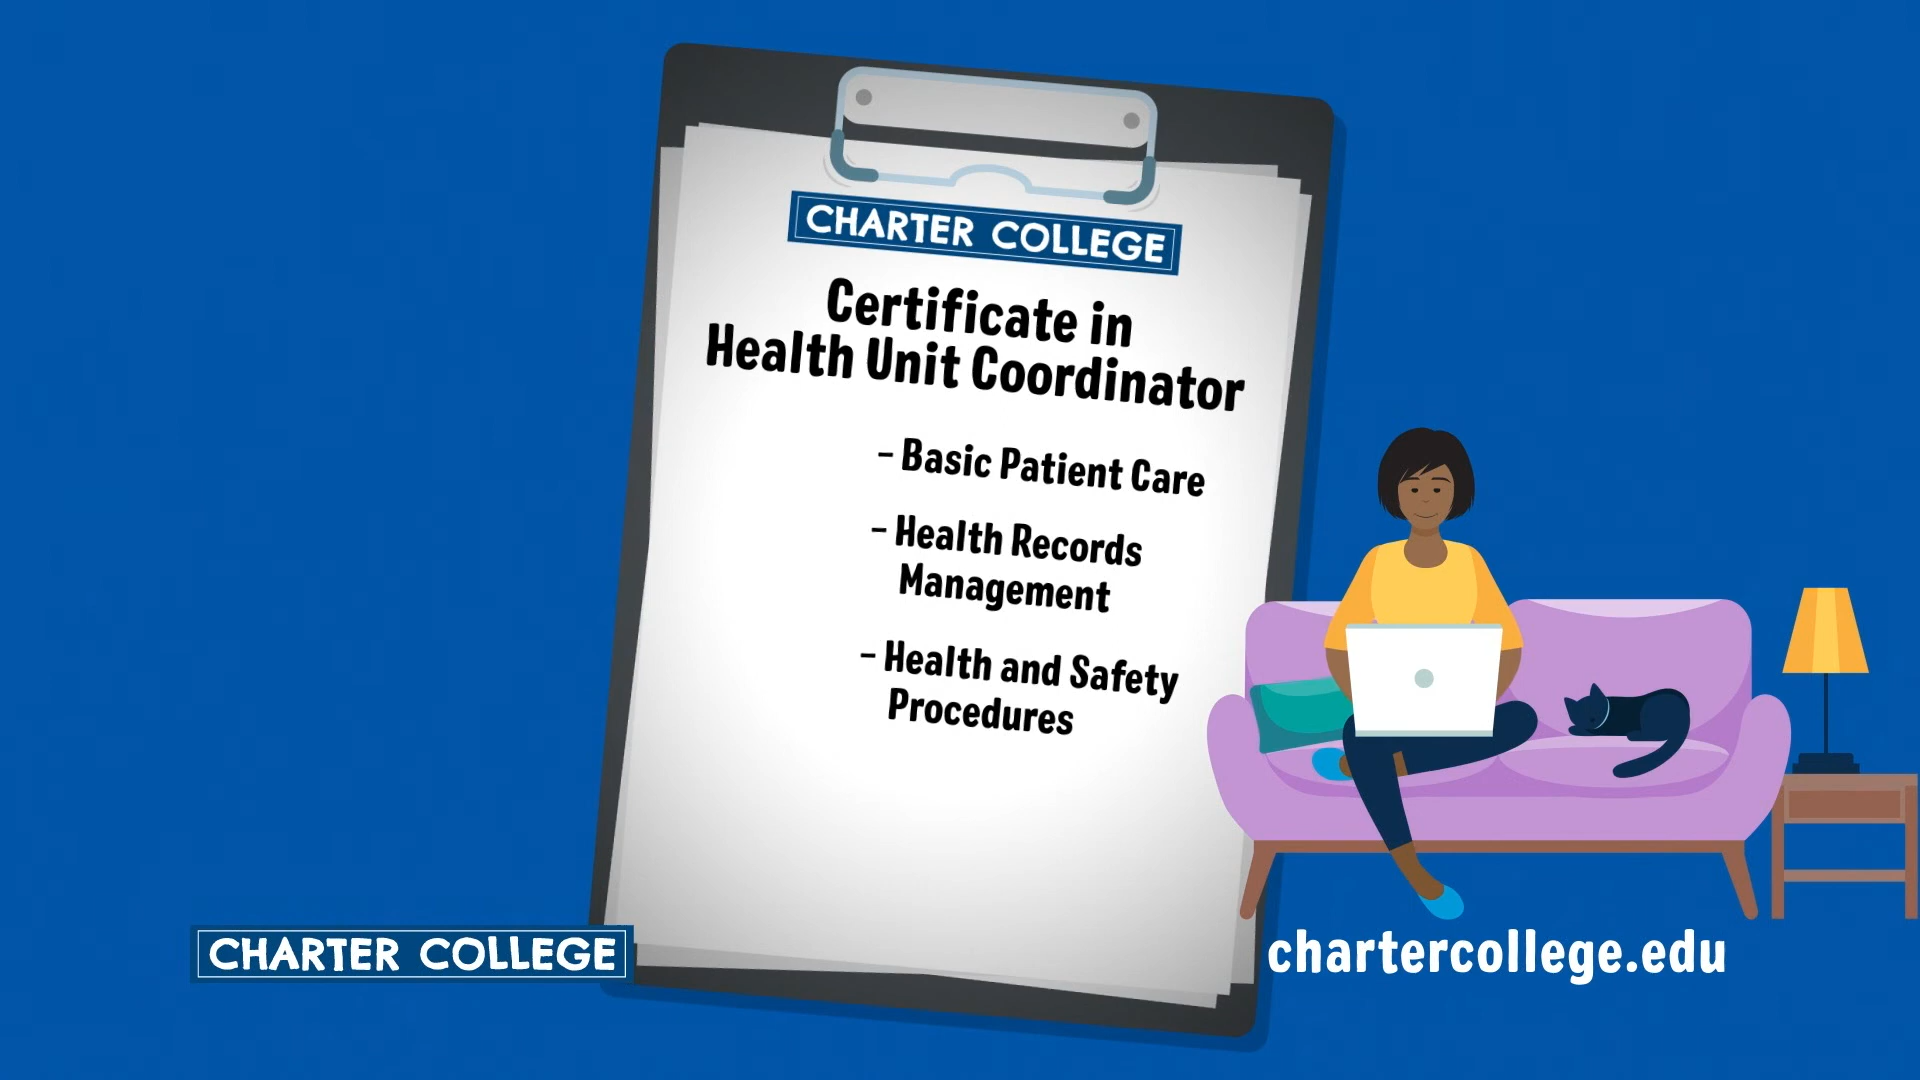 CHARTER COLLEGE
Certificate in
Health Unit Coordinator
- Basic Patient Care
- Health Records
Management
- Health and Safety
Procedures
CHARTER COLLEGE
chartercollege.edu